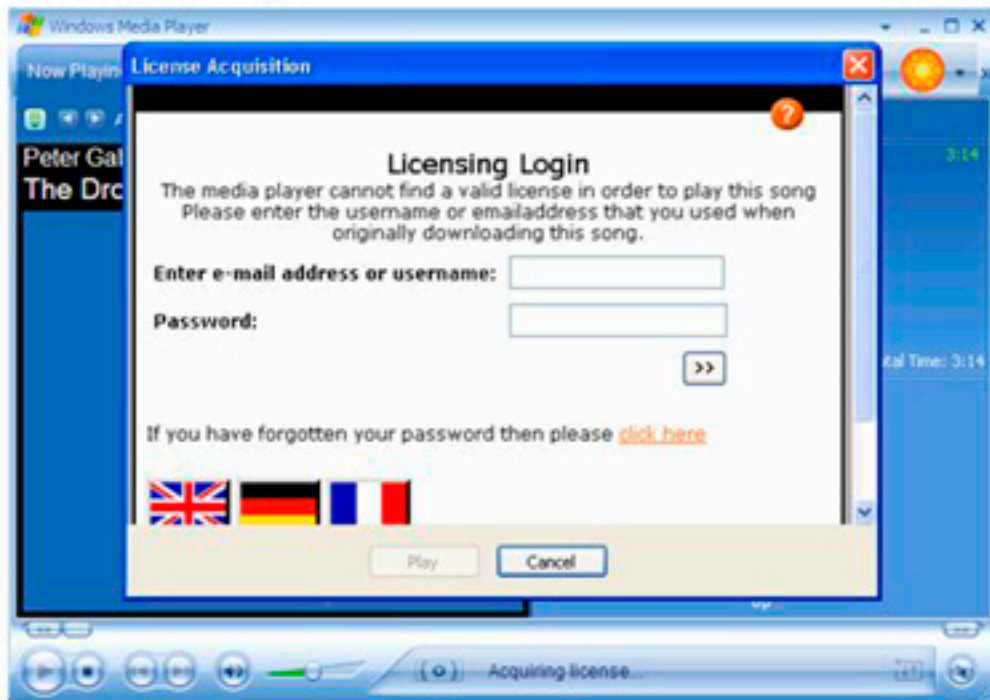 Windows Media Player
Now Playin
License Acquisition
?
Peter Gal
The Dro
3:14
Licensing Login
The media player cannot find a valid license in order to play this song
Please enter the username or emailaddress that you used when
originally downloading this song.
Enter e-mail address or username:
Password:
>>
tal Time: 3:14
If you have forgotten your password then please click here
Play
Cancel
Acquiring license...